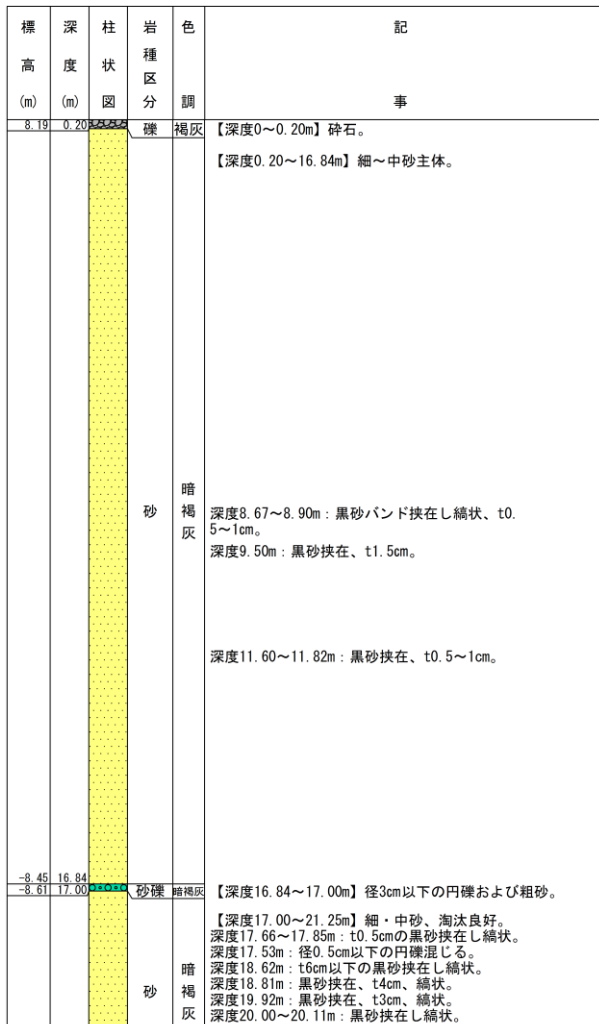 標高(m) 深度(m) 柱状図 岩種区分 色調 記事
8.19 0.20 礫 褐灰 【深度0～0.20m】砕石。
【深度0.20～16.84m】細～中砂主体。
砂 暗褐灰
深度8.67～8.90m：黒砂バンド挟在し縞状、t0.
5～1cm。
深度9.50m：黒砂挟在、t1.5cm。
深度11.60～11.82m：黒砂挟在、t0.5～1cm。
-8.45 16.84
-8.61 17.00 砂礫 暗褐灰 【深度16.84～17.00m】径3cm以下の円礫および粗砂。
【深度17.00～21.25m】細・中砂、淘汰良好。
深度17.66～17.85m：t0.5cmの黒砂挟在し縞状。
深度17.53m：径0.5cm以下の円礫混じる。
深度18.62m：t6cm以下の黒砂挟在し縞状。
砂 暗褐灰
深度18.81m：黒砂挟在、t4cm、縞状。
深度19.92m：黒砂挟在、t3cm、縞状。
深度20.00～20.11m：黒砂挟在し縞状。